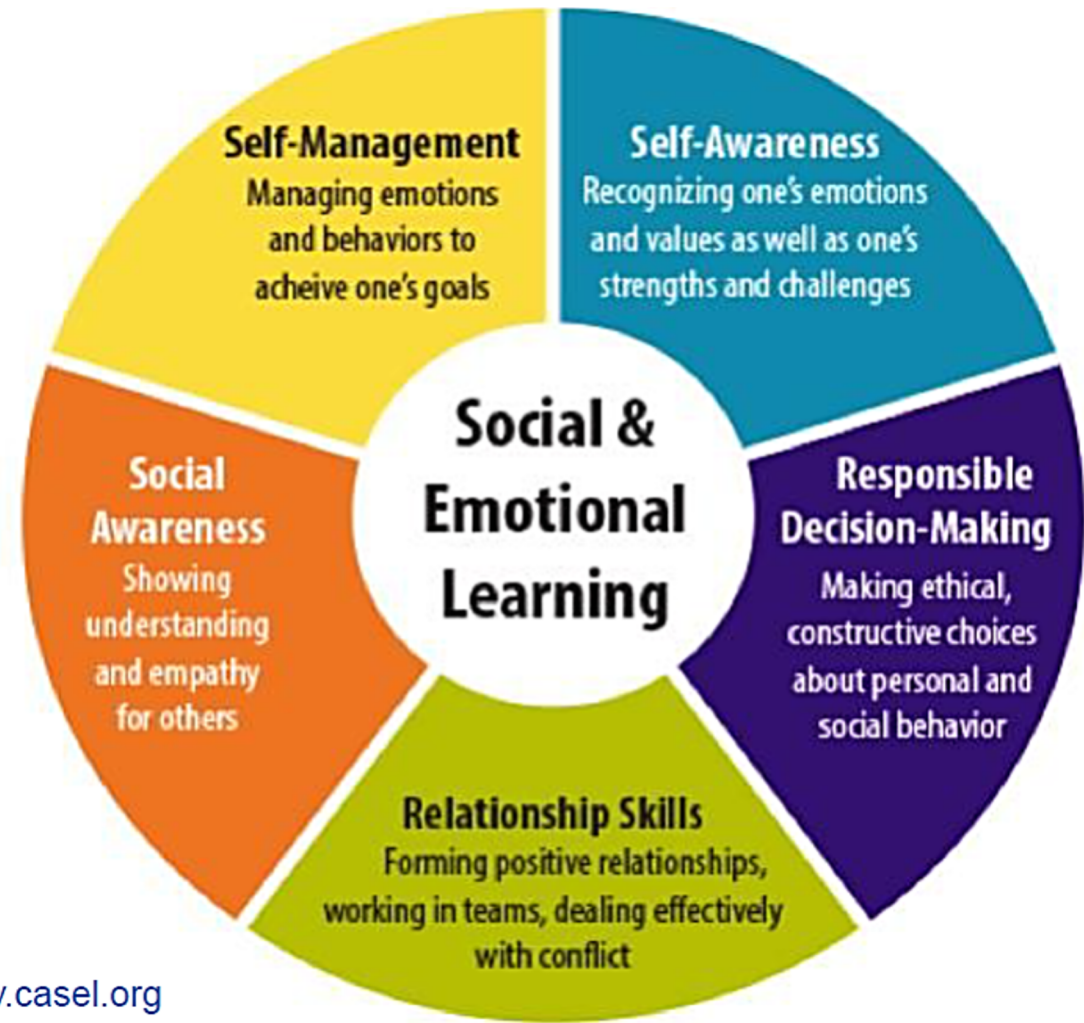 Self-Management
Managing emotions
and behaviors to
acheive one's goals
Self-Awareness
Recognizing one's emotions
and values as well as one's
strengths and challenges
Social &
Emotional
Learning
Social
Awareness
Showing
understanding
and empathy
for others
Responsible
Decision-Making
Making ethical,
constructive choices
about personal and
social behavior
Relationship Skills
Forming positive relationships,
working in teams, dealing effectively
with conflict
.casel.org